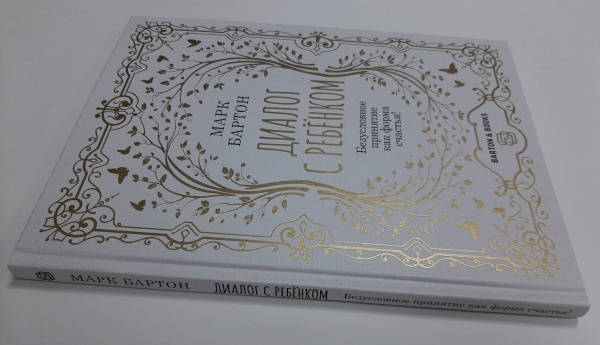 МАРК
БАРТОН
ДИАЛОГ
С РЕБЁНКОМ
Безусловное
принятие
как форма
счастья!
BARTON & BOOKS
МАРК БАРТОН ДИАЛОГ С РЕБЁНКОМ Безусловное принятие как форма счастья!